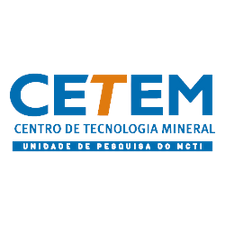 CETEM
CENTRO DE TECNOLOGIA MINERAL
UNIDADE DE PESQUISA DO MCTI